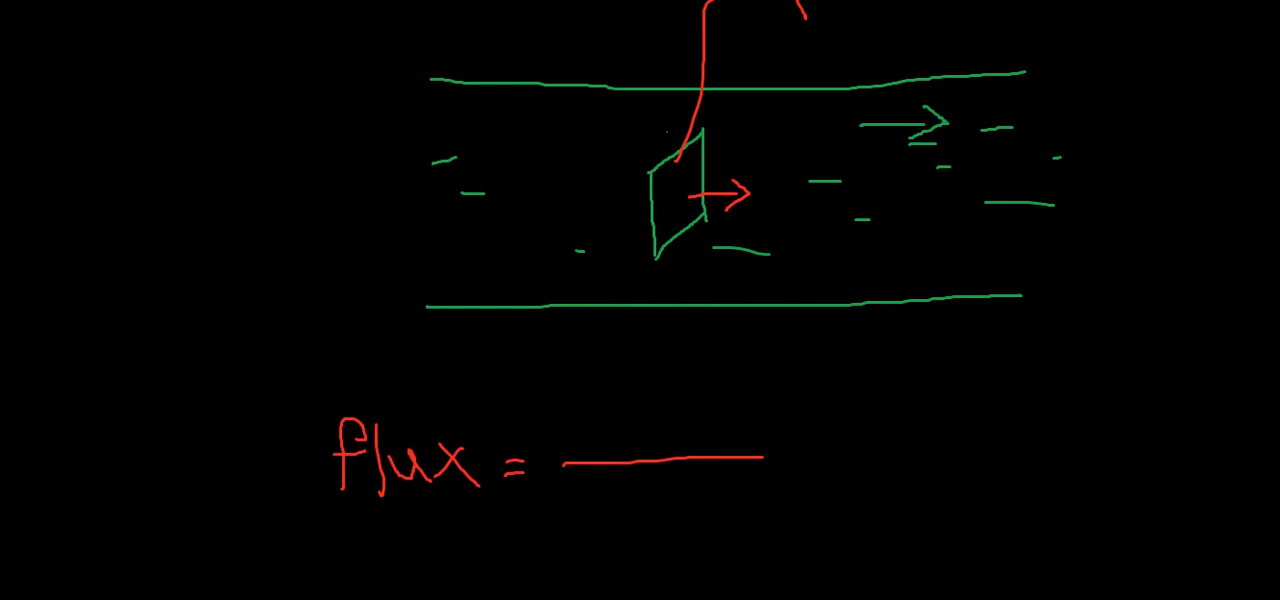 flux =